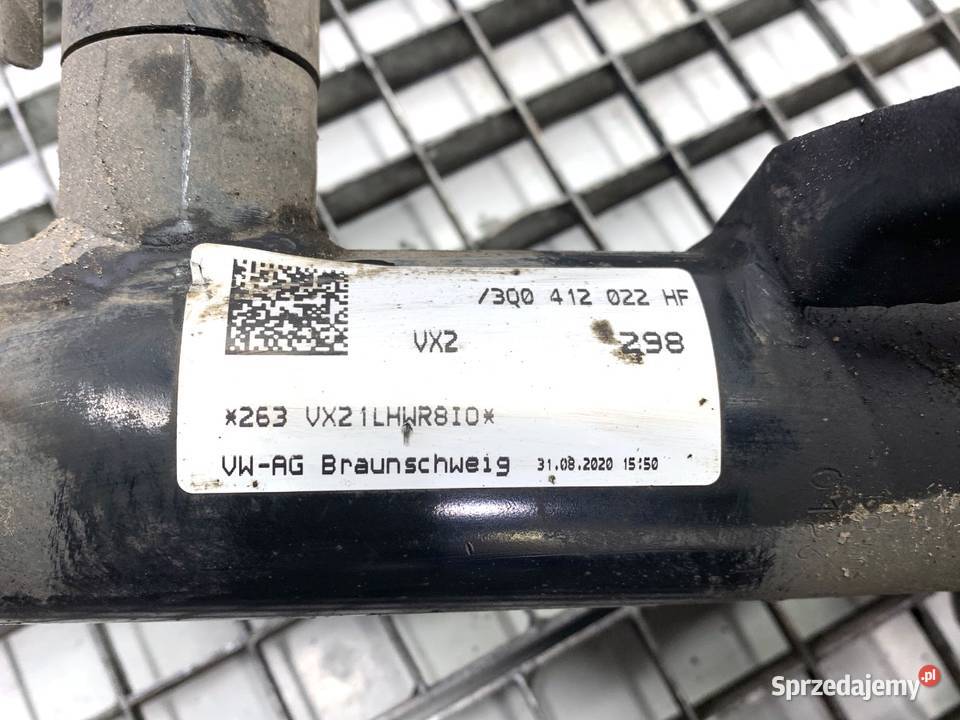 /3Q0 412 022 HF
VX2 298
*263 VX21LHWR8IO*
VW-AG Braunschweig 31.08.2020 15:50
Sprzedajemy.pl